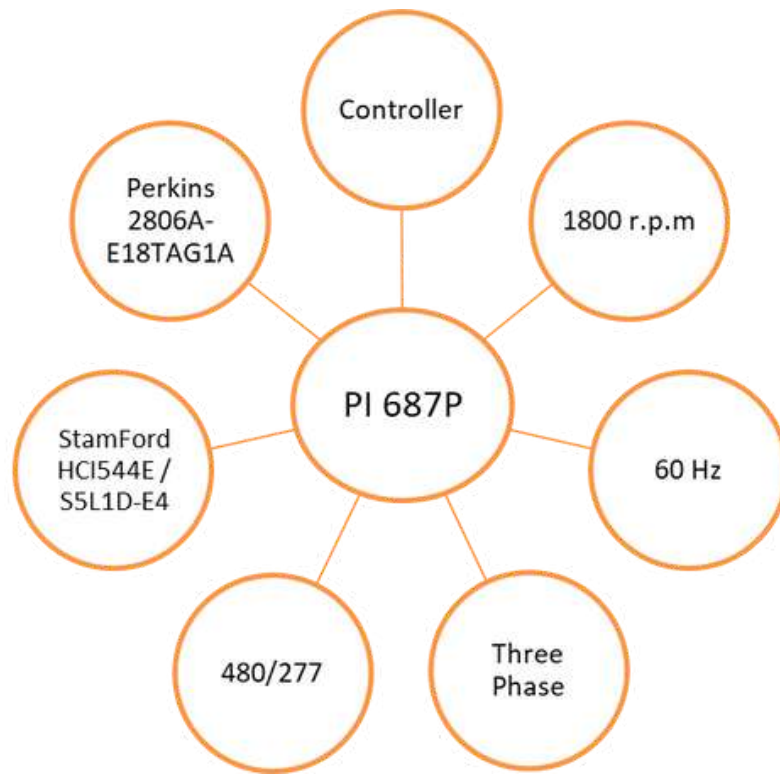 Controller
Perkins
2806A-
E18TAG1A
1800 r.p.m
PI 687P
StamFord
HCI544E /
S5L1D-E4
60 Hz
480/277
Three
Phase